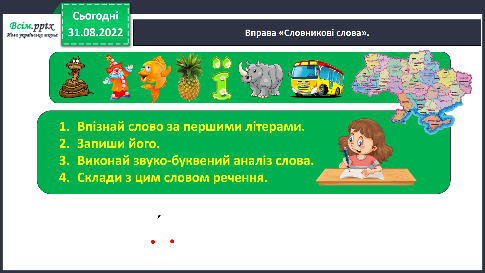 Всім.pptx
Нова українська школа
Сьогодні
31.08.2022
Вправа «Словникові слова».
ї
1. Впізнай слово за першими літерами.
2. Запиши його.
3. Виконай звуко-буквений аналіз слова.
4. Склади з цим словом речення.